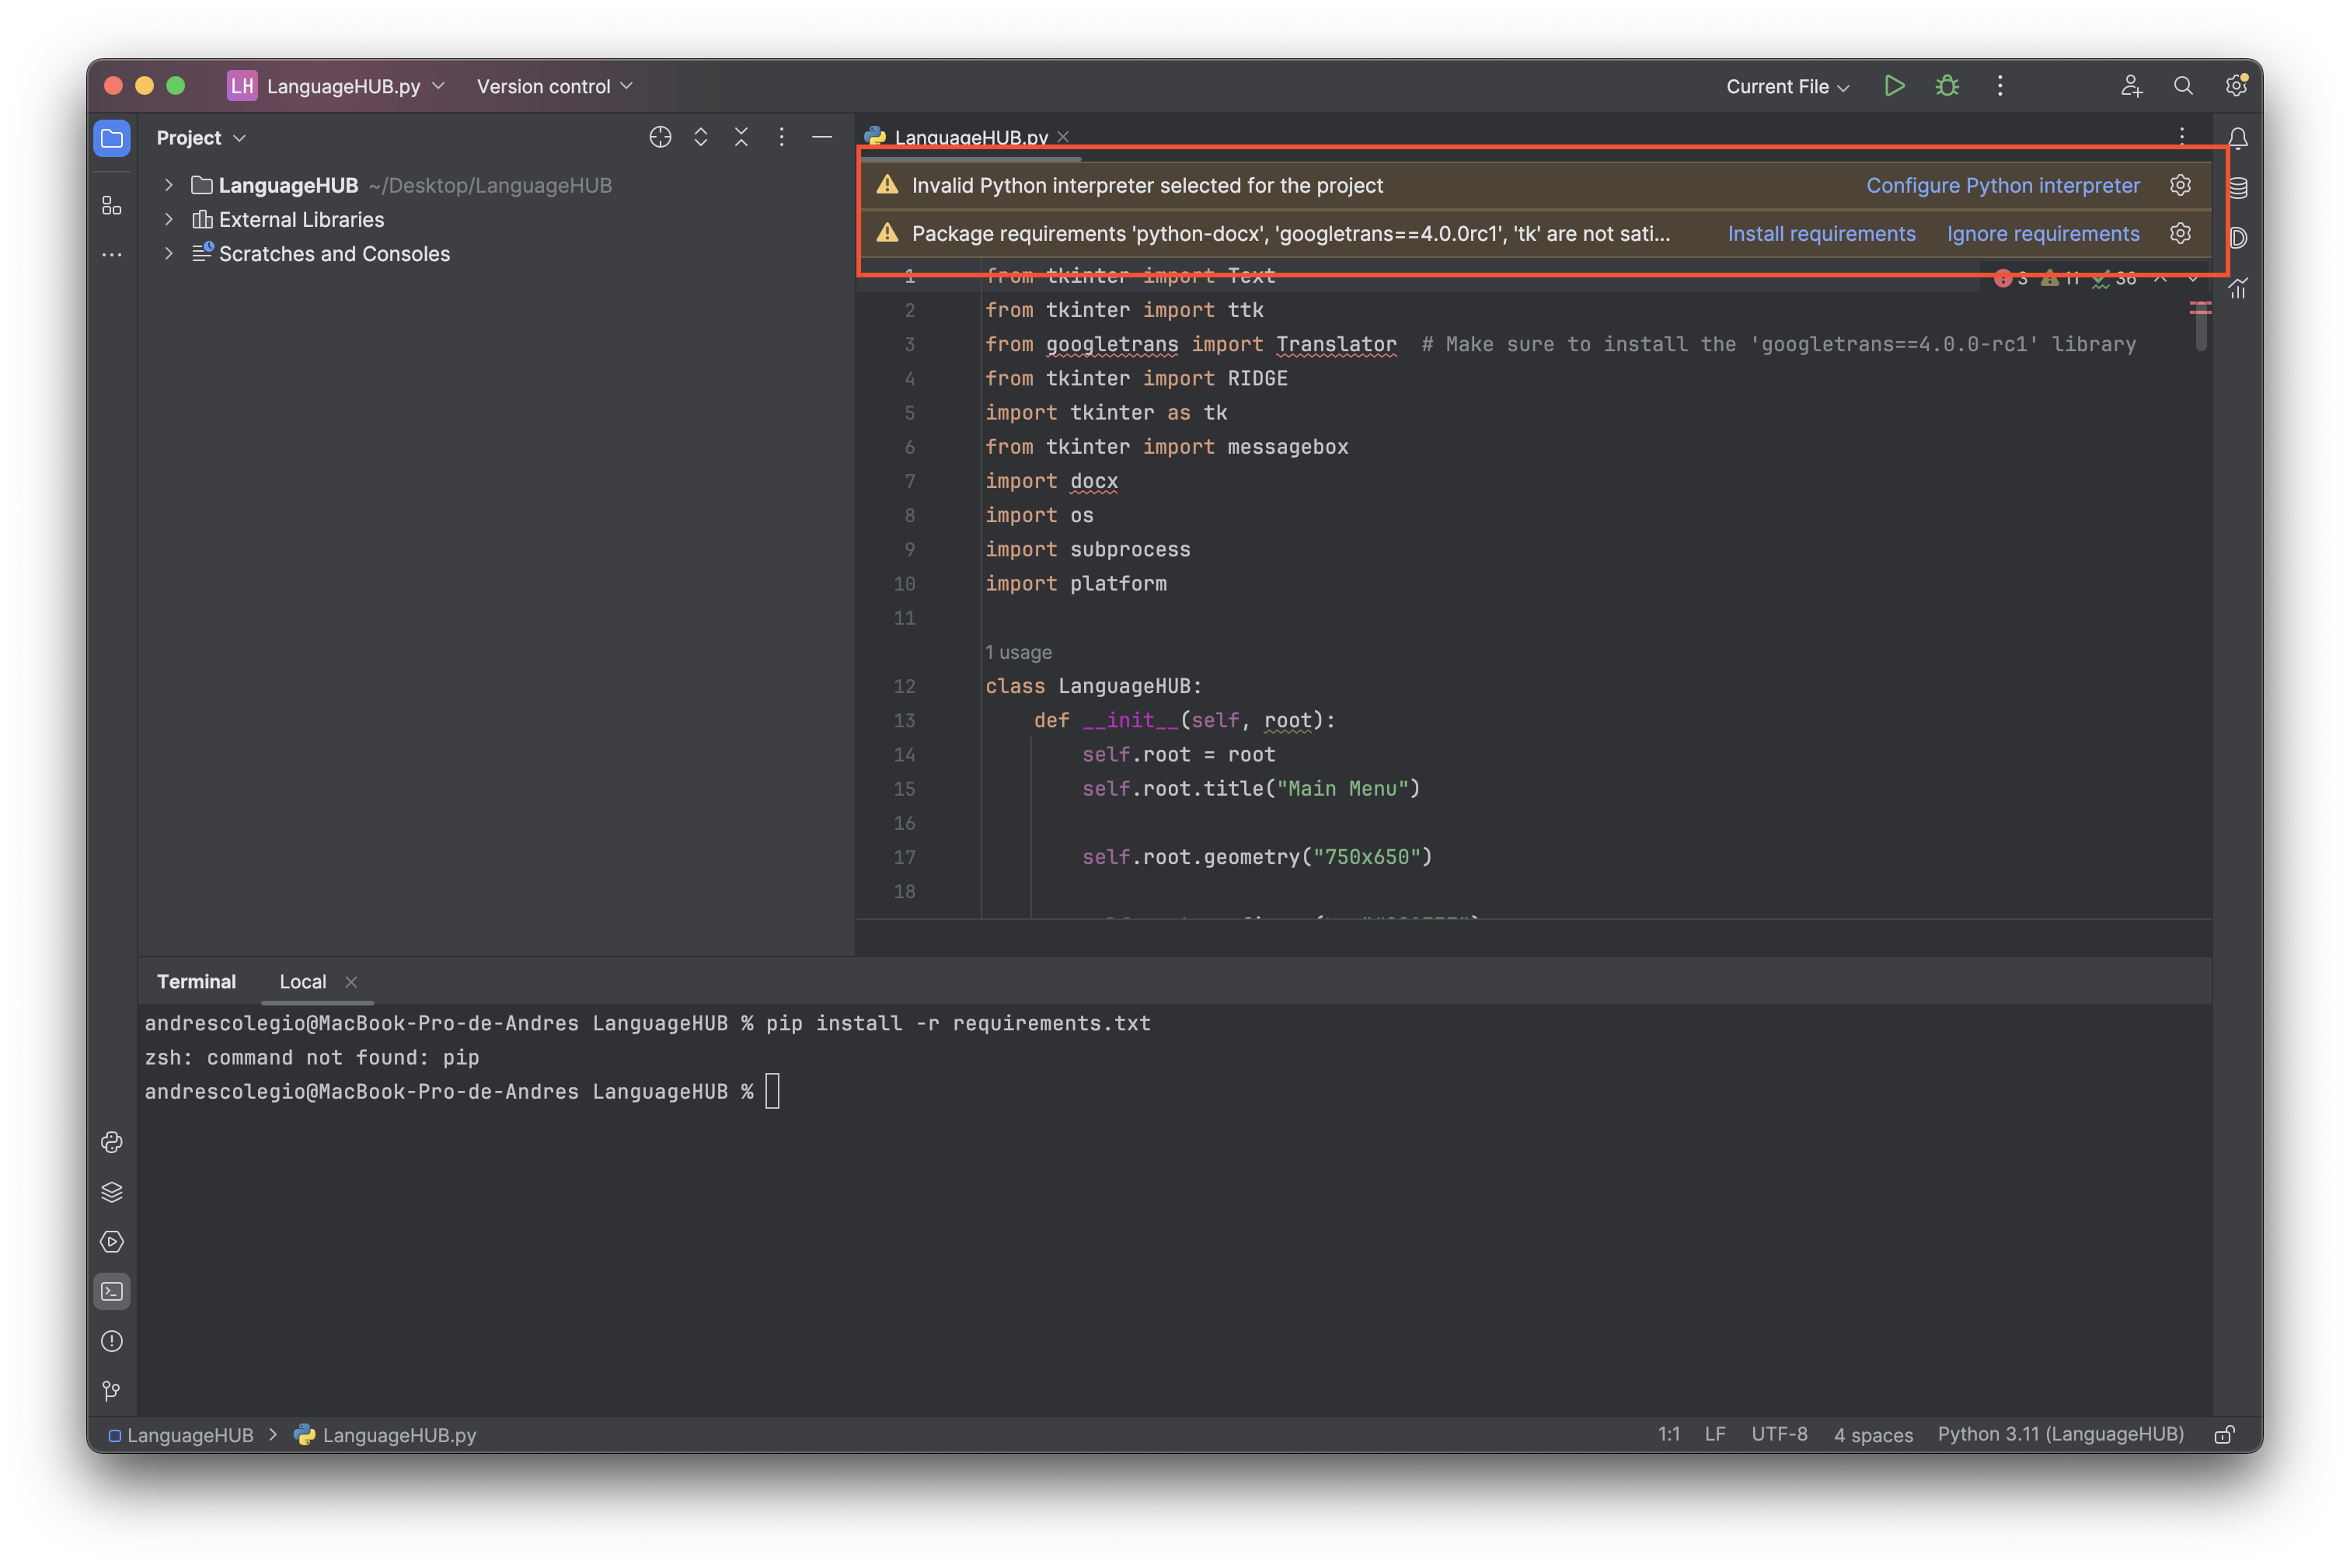 LH LanguageHUB.py Version control Current File
Project
LanguageHUB ~/Desktop/LanguageHUB
External Libraries
Scratches and Consoles
LanguageHUB.py
Invalid Python interpreter selected for the project Configure Python interpreter
Package requirements 'python-docx', 'googletrans==4.0.0rc1', 'tk' are not sati... Install requirements Ignore requirements
1 from tkinter import Text 3 11 36
2 from tkinter import ttk
3 from googletrans import Translator # Make sure to install the 'googletrans==4.0.0-rc1' library
4 from tkinter import RIDGE
5 import tkinter as tk
6 from tkinter import messagebox
7 import docx
8 import os
9 import subprocess
10 import platform
11
1 usage
12 class LanguageHUB:
13 def __init__(self, root):
14 self.root = root
15 self.root.title("Main Menu")
16
17 self.root.geometry("750x650")
18
Terminal Local
andrescolegio@MacBook-Pro-de-Andres LanguageHUB % pip install -r requirements.txt
zsh: command not found: pip
andrescolegio@MacBook-Pro-de-Andres LanguageHUB %
LanguageHUB > LanguageHUB.py 1:1 LF UTF-8 4 spaces Python 3.11 (LanguageHUB)